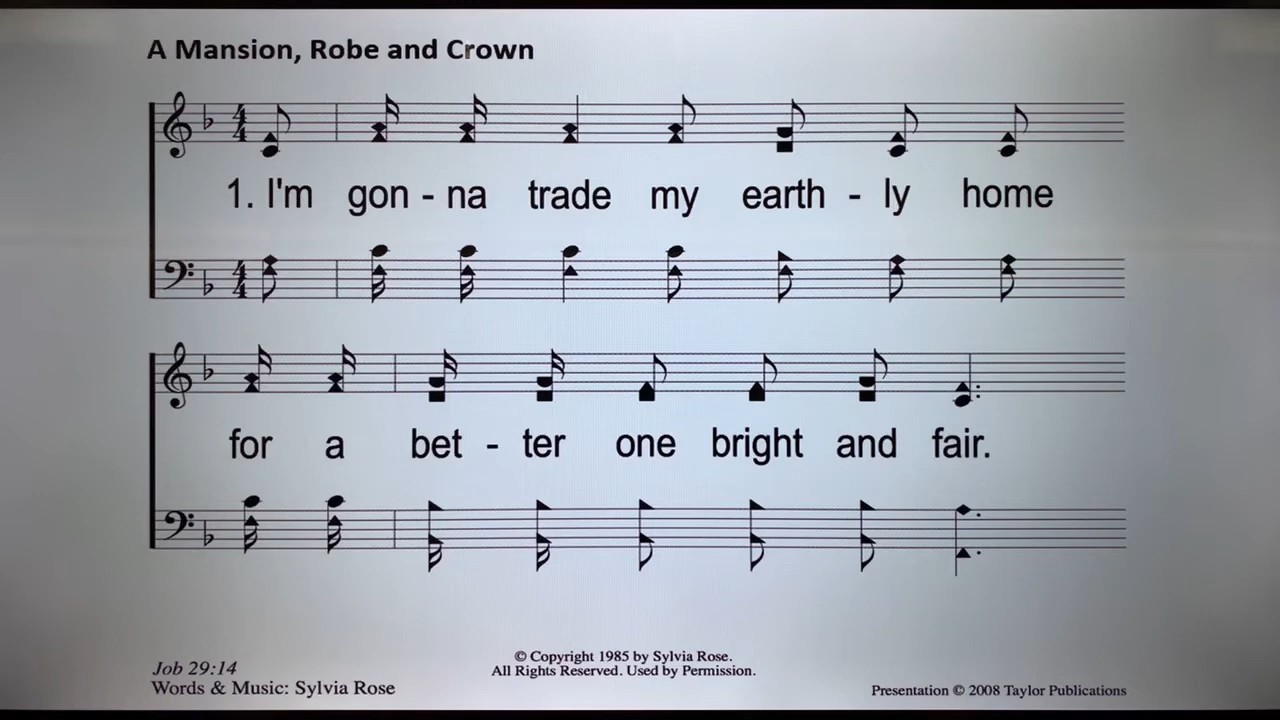 A Mansion, Robe and Crown
1. I'm gon - na trade my earth - ly home
for a bet - ter one bright and fair.
Job 29:14
Words & Music: Sylvia Rose
© Copyright 1985 by Sylvia Rose.
All Rights Reserved. Used by Permission.
Presentation © 2008 Taylor Publications